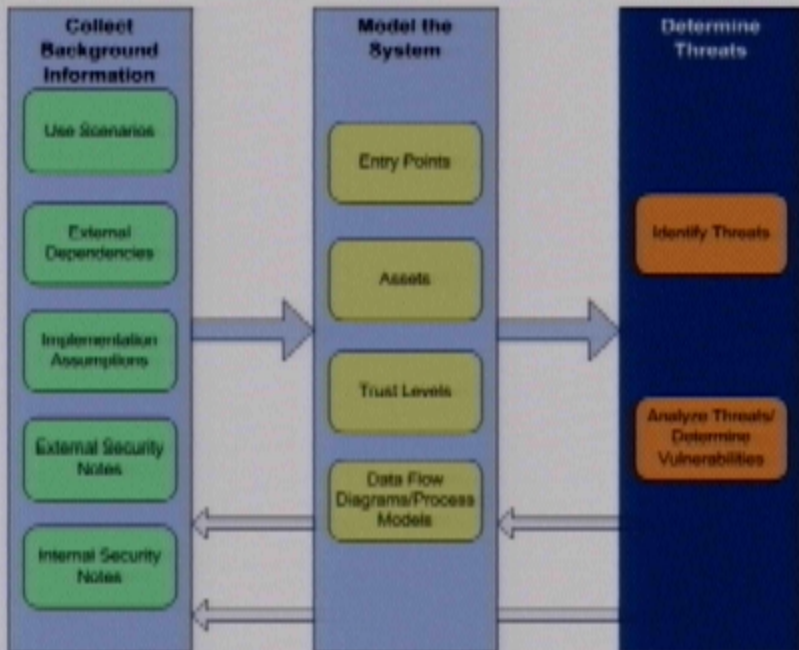 Collect
Background
Information
Use Scenarios
External
Dependencies
Implementation
Assumptions
External Security
Notes
Internal Security
Notes
Model the
System
Entry Points
Assets
Trust Levels
Data Flow
Diagrams/Process
Models
Determine
Threats
Identify Threats
Analyze Threats/
Determine
Vulnerabilities